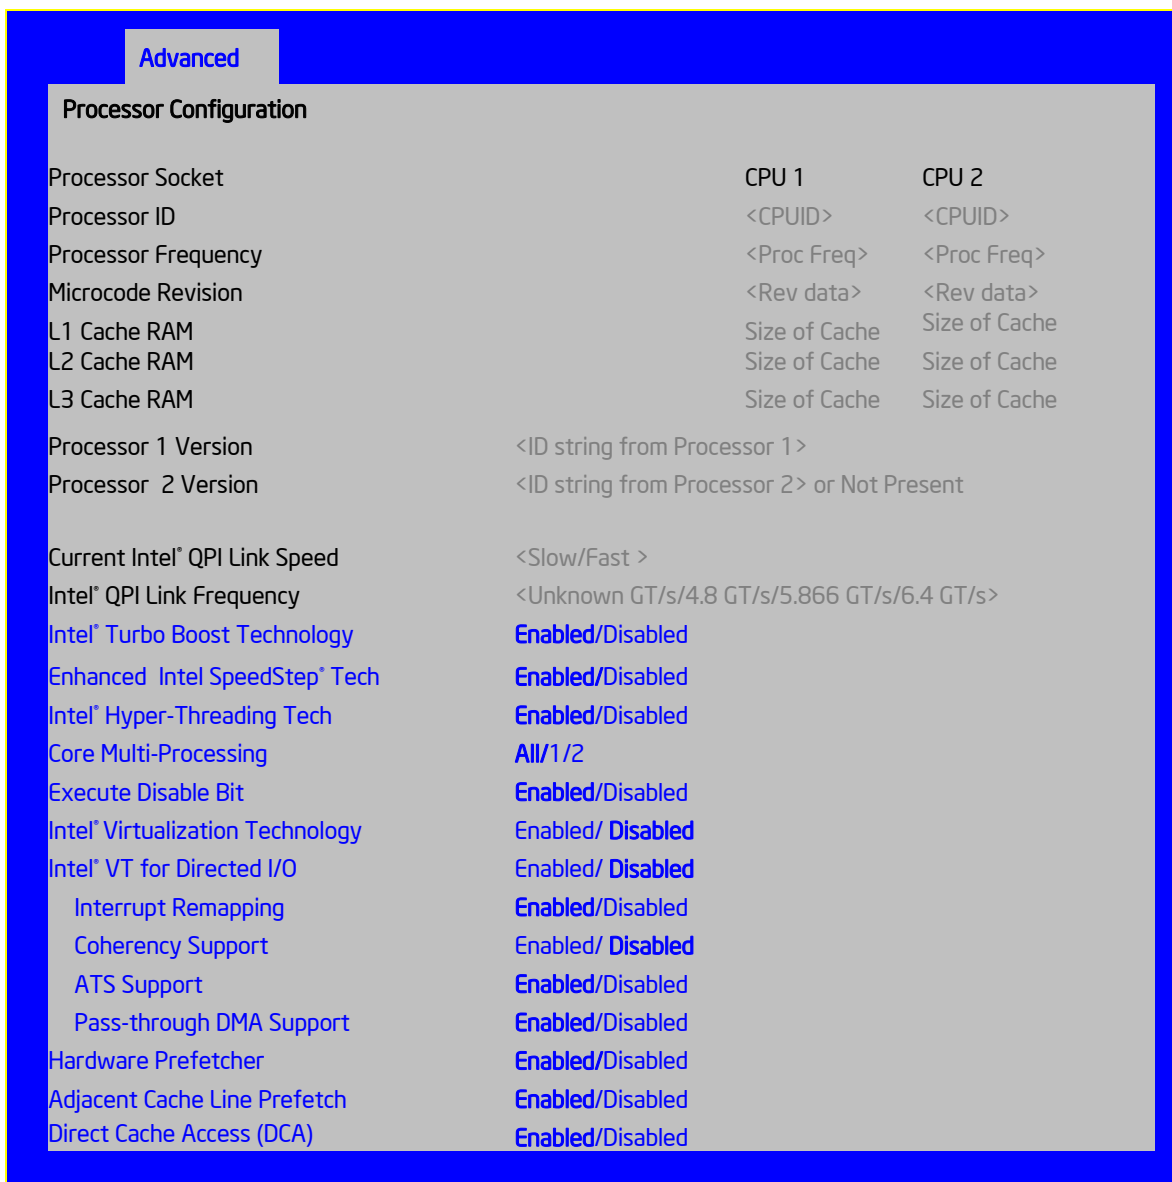 Advanced
Processor Configuration
Processor Socket CPU 1 CPU 2
Processor ID <CPUID> <CPUID>
Processor Frequency <Proc Freq> <Proc Freq>
Microcode Revision <Rev data> <Rev data>
L1 Cache RAM Size of Cache Size of Cache
L2 Cache RAM Size of Cache Size of Cache
L3 Cache RAM Size of Cache Size of Cache
Processor 1 Version <ID string from Processor 1>
Processor 2 Version <ID string from Processor 2> or Not Present
Current Intel® QPI Link Speed <Slow/Fast >
Intel® QPI Link Frequency <Unknown GT/s/4.8 GT/s/5.866 GT/s/6.4 GT/s>
Intel® Turbo Boost Technology Enabled/Disabled
Enhanced Intel SpeedStep® Tech Enabled/Disabled
Intel® Hyper-Threading Tech Enabled/Disabled
Core Multi-Processing All/1/2
Execute Disable Bit Enabled/Disabled
Intel® Virtualization Technology Enabled/ Disabled
Intel® VT for Directed I/O Enabled/ Disabled
Interrupt Remapping Enabled/Disabled
Coherency Support Enabled/ Disabled
ATS Support Enabled/Disabled
Pass-through DMA Support Enabled/Disabled
Hardware Prefetcher Enabled/Disabled
Adjacent Cache Line Prefetch Enabled/Disabled
Direct Cache Access (DCA) Enabled/Disabled